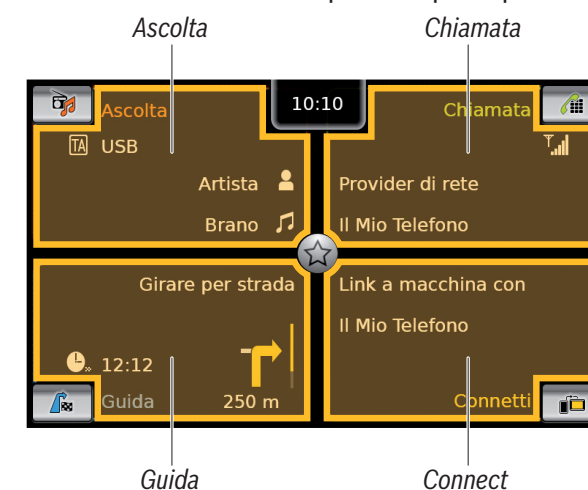 Ascolta
Chiamata
Ascolta
10:10
Chiamata
TA USB
Artista
Provider di rete
Brano
Il Mio Telefono
Girare per strada
Link a macchina con
Il Mio Telefono
12:12
Guida
250 m
Connetti
Guida
Connect